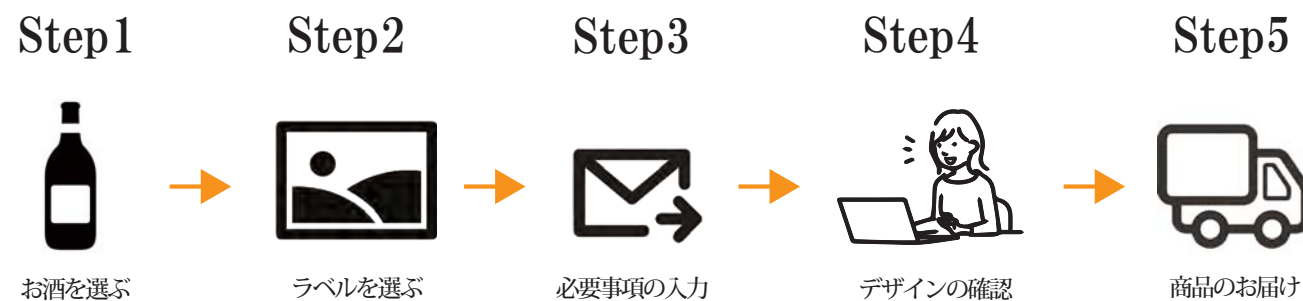 Step1
Step2
Step3
Step4
Step5
お酒を選ぶ
ラベルを選ぶ
必要事項の入力
デザインの確認
商品のお届け